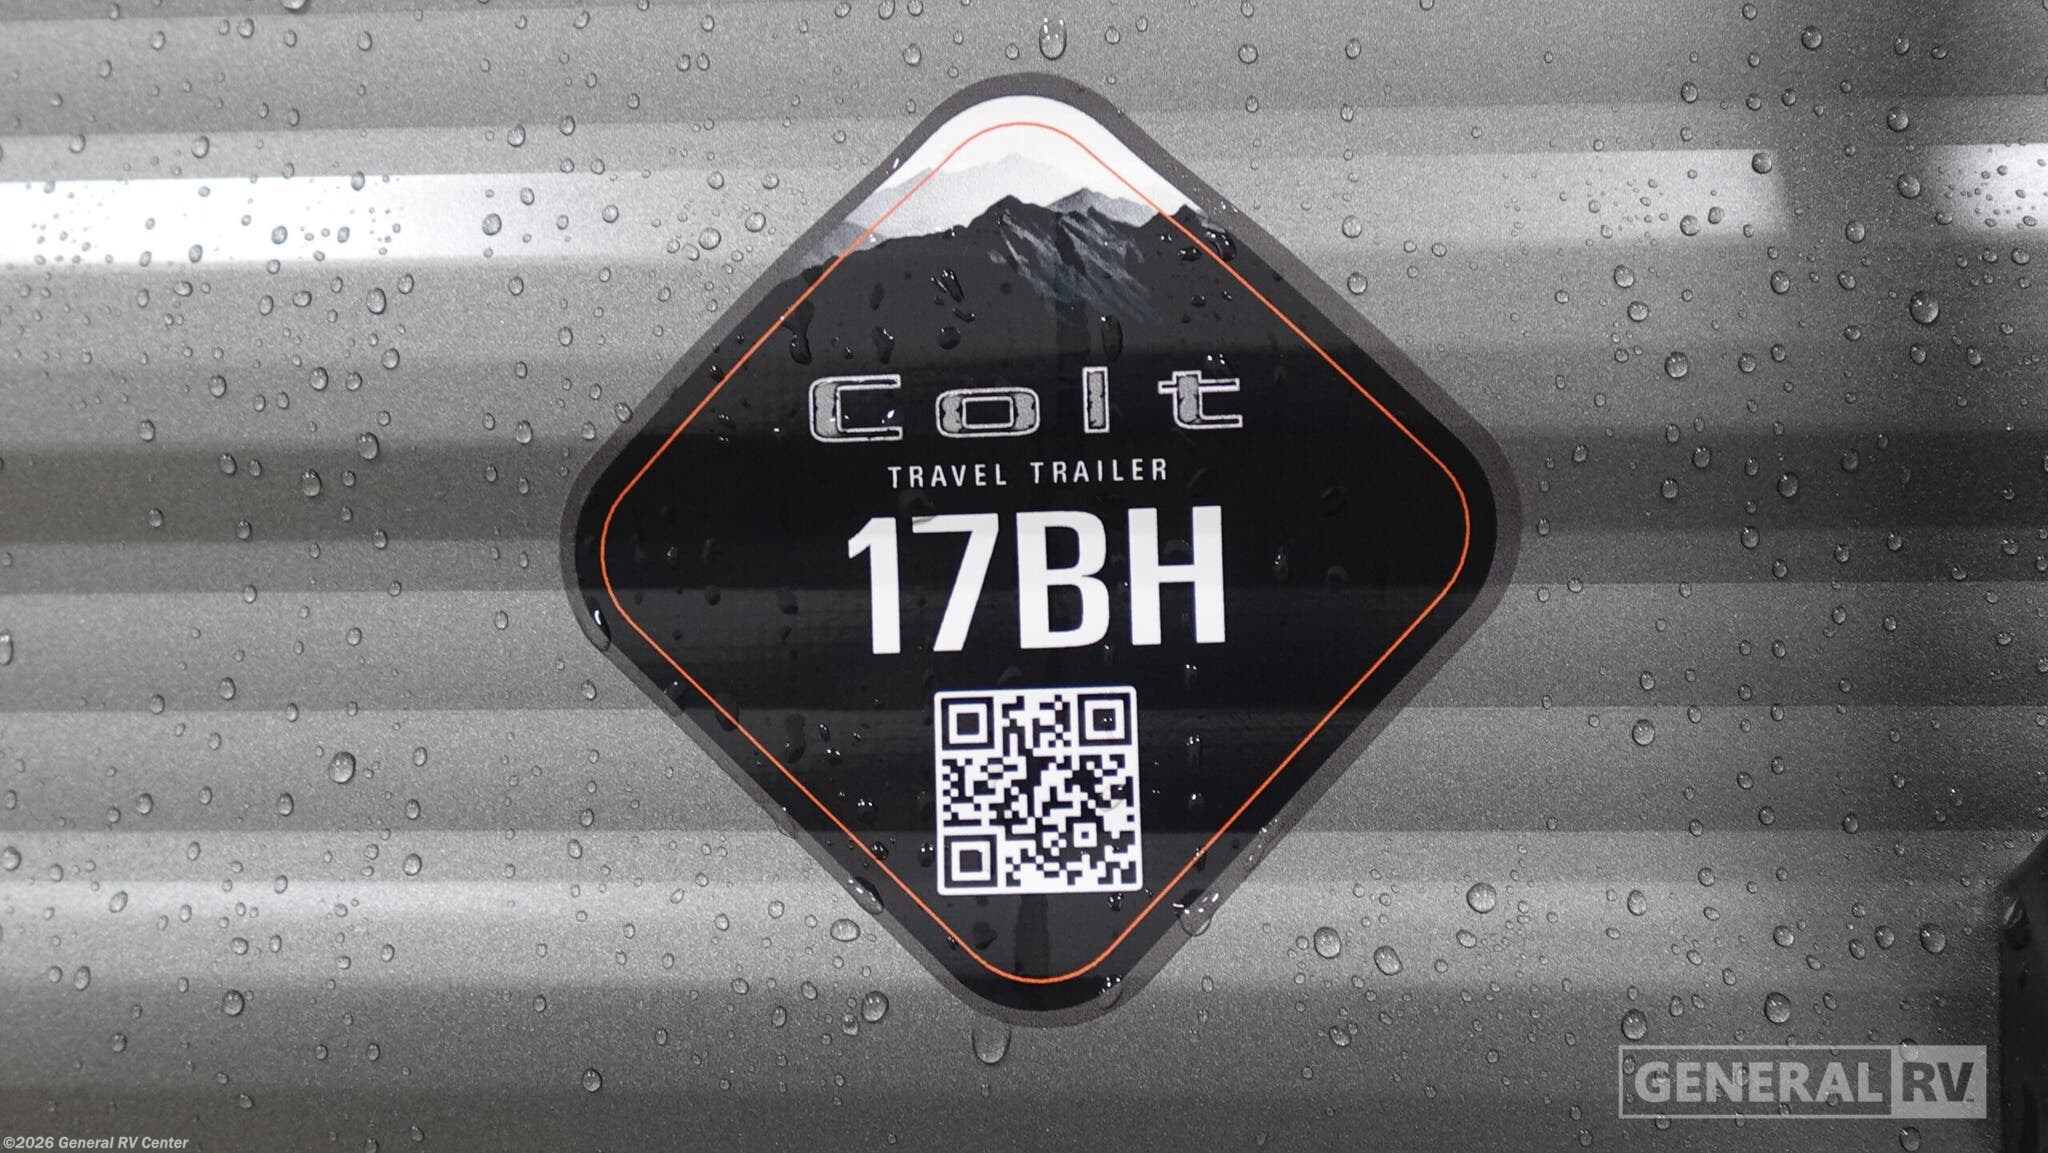 Colt
TRAVEL TRAILER
17BH
GENERAL RV
©2026 General RV Center